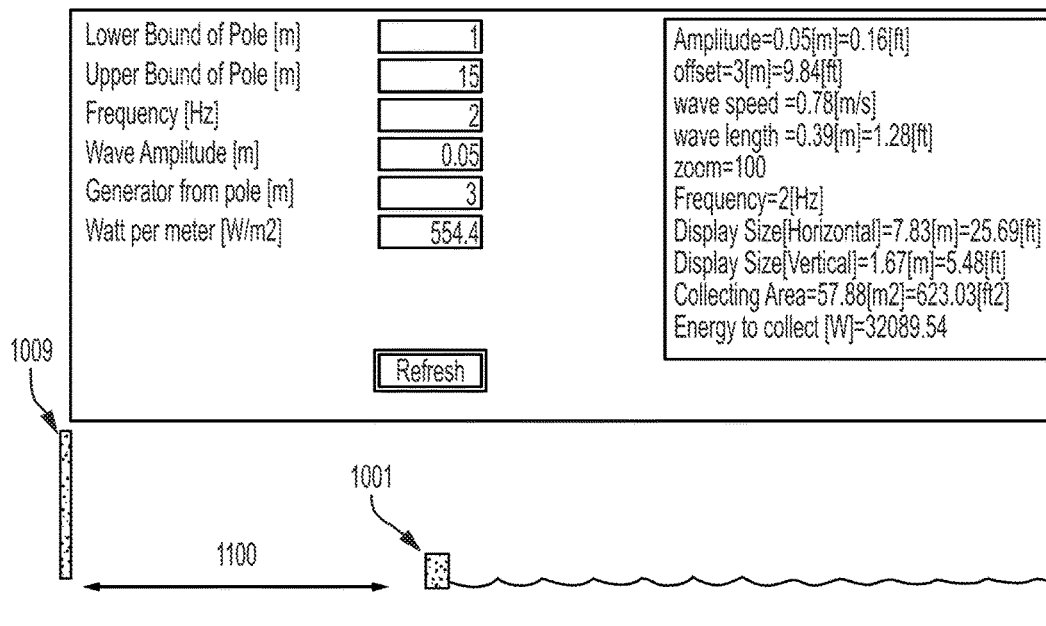 Lower Bound of Pole [m] 1
Upper Bound of Pole [m] 15
Frequency [Hz] 2
Wave Amplitude [m] 0.05
Generator from pole [m] 3
Watt per meter [W/m2] 554.4
Refresh
Amplitude=0.05[m]=0.16[ft]
offset=3[m]=9.84[ft]
wave speed =0.78[m/s]
wave length =0.39[m]=1.28[ft]
zoom=100
Frequency=2[Hz]
Display Size[Horizontal]=7.83[m]=25.69[ft]
Display Size[Vertical]=1.67[m]=5.48[ft]
Collecting Area=57.88[m2]=623.03[ft2]
Energy to collect [W]=32089.54
1009
1001
1100